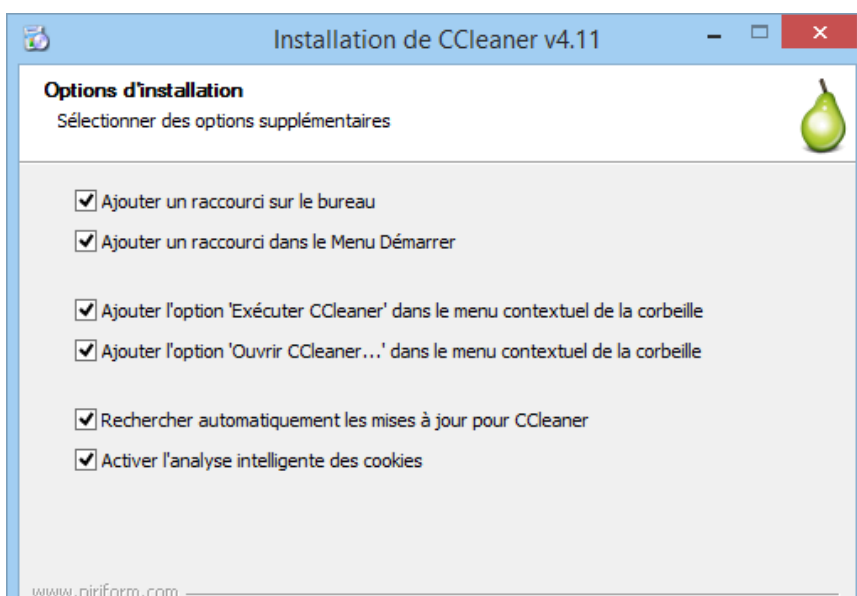 Installation de CCleaner v4.11
Options d'installation
Sélectionner des options supplémentaires
Ajouter un raccourci sur le bureau
Ajouter un raccourci dans le Menu Démarrer
Ajouter l'option 'Exécuter CCleaner' dans le menu contextuel de la corbeille
Ajouter l'option 'Ouvrir CCleaner...' dans le menu contextuel de la corbeille
Rechercher automatiquement les mises à jour pour CCleaner
Activer l'analyse intelligente des cookies
www.piriform.com